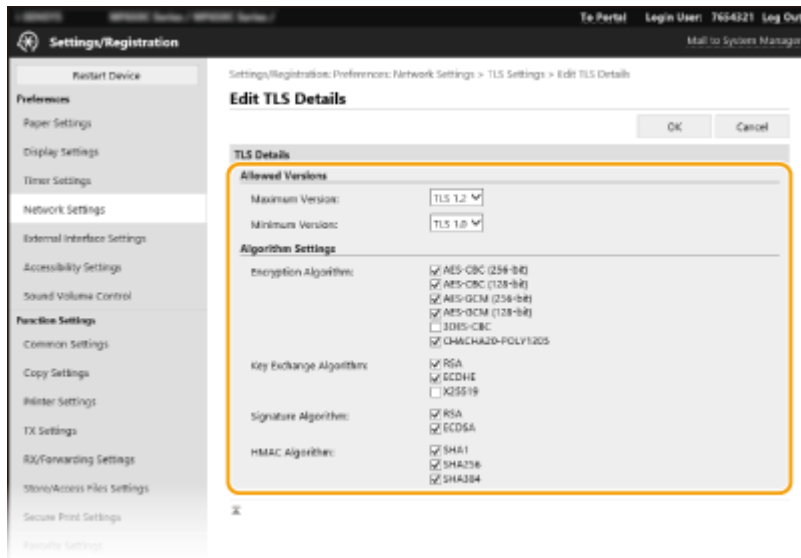 To Portal Login User: 7654321 Log Out
Settings/Registration
Mail to System Manager
Restart Device
Settings/Registration: Preferences: Network Settings > TLS Settings > Edit TLS Details
Preferences
Edit TLS Details
Paper Settings
OK Cancel
Display Settings
TLS Details
Timer Settings
Allowed Versions
Maximum Version: TLS 1.2
Network Settings
Minimum Version: TLS 1.0
External Interface Settings
Algorithm Settings
Accessibility Settings
Encryption Algorithm: AES-CBC (256-bit)
AES-CBC (128-bit)
AES-GCM (256-bit)
AES-GCM (128-bit)
3DES-CBC
CHACHA20-POLY1305
Sound Volume Control
Function Settings
Common Settings
Key Exchange Algorithm: RSA
ECDHE
X25519
Copy Settings
Printer Settings
Signature Algorithm: RSA
ECDSA
TX Settings
HMAC Algorithm: SHA1
SHA256
SHA384
RX/Forwarding Settings
Store/Access Files Settings
Secure Print Settings